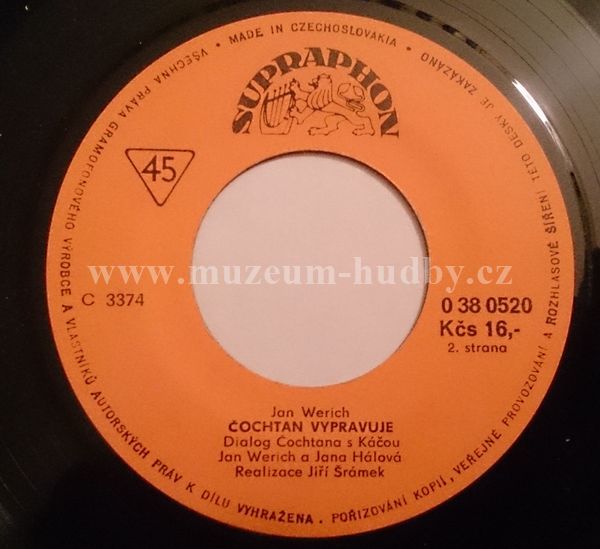 VŠECHNA PRÁVA GRAMOFONOVÉHO VÝROBCE A VLASTNÍKŮ AUTORSKÝCH PRÁV K DÍLU VYHRAŽENA. POŘIZOVÁNÍ KOPIÍ, VEŘEJNÉ PROVOZOVÁNÍ A ROZHLASOVÉ ŠÍŘENÍ TÉTO DESKY JE ZAKÁZÁNO
• MADE IN CZECHOSLOVAKIA •
SUPRAPHON
45
www.muzeum-hudby.cz
C 3374
0 38 0520
Kčs 16,-
2. strana
Jan Werich
ČOCHTAN VYPRAVUJE
Dialog Čochtana s Káčou
Jan Werich a Jana Hálová
Realizace Jiří Šrámek